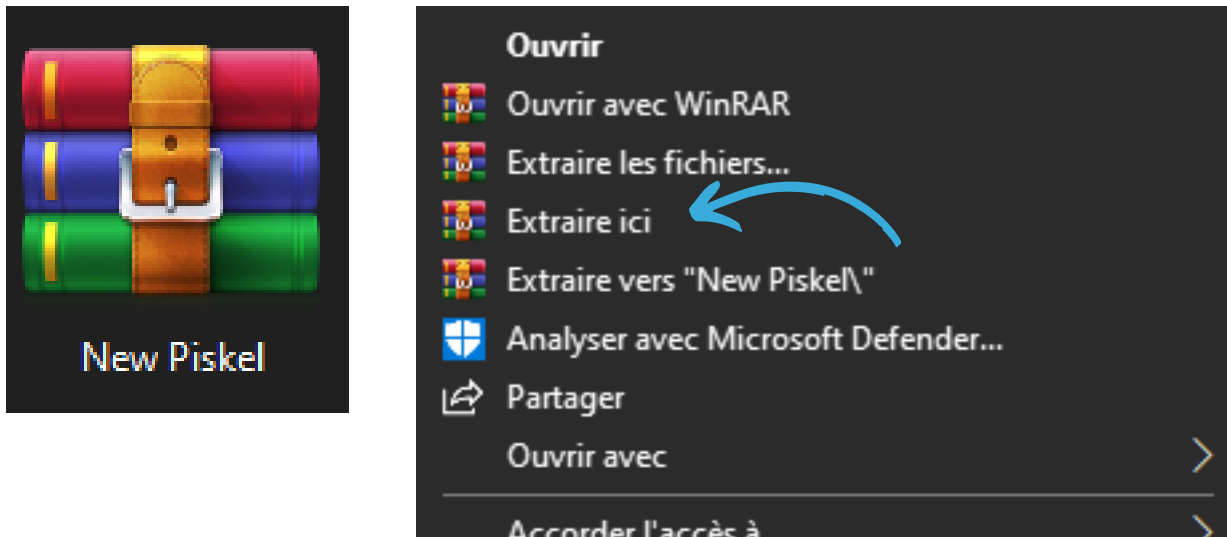 New Piskel
Ouvrir
Ouvrir avec WinRAR
Extraire les fichiers...
Extraire ici
Extraire vers "New Piskel\"
Analyser avec Microsoft Defender...
Partager
Ouvrir avec
Accorder l'accès à